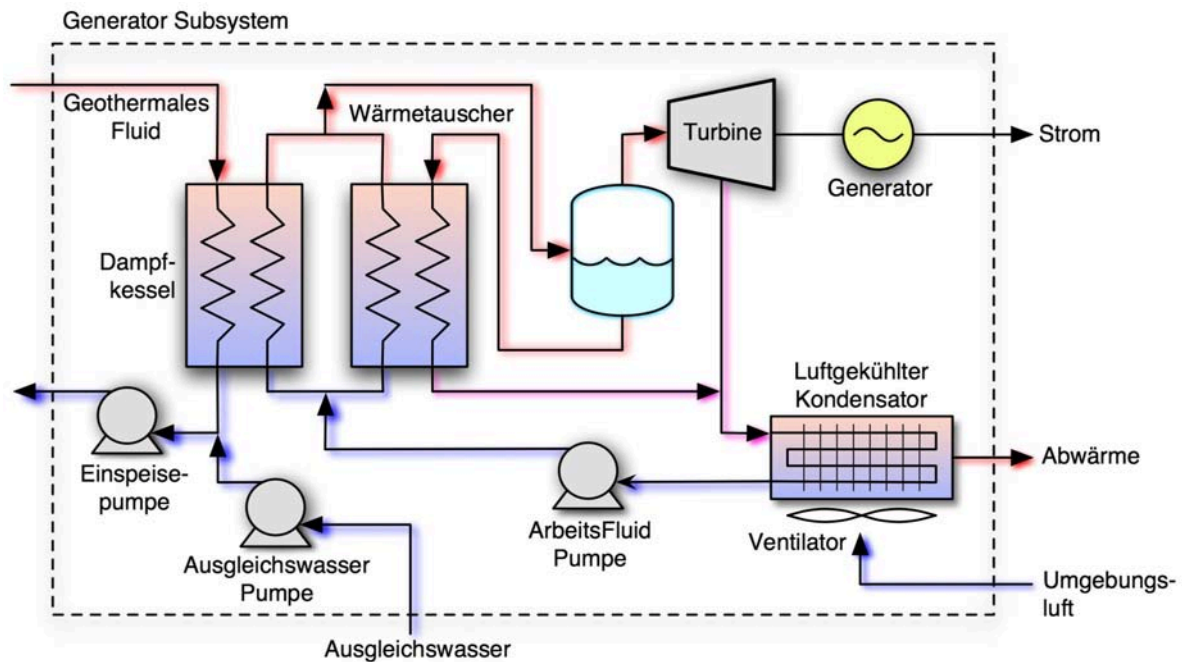 Generator Subsystem
Geothermales
Fluid
Wärmetauscher
Turbine
Strom
Generator
Dampf-
kessel
Luftgekühlter
Kondensator
Abwärme
Einspeise-
pumpe
ArbeitsFluid
Pumpe
Ventilator
Ausgleichswasser
Pumpe
Umgebungs-
luft
Ausgleichswasser